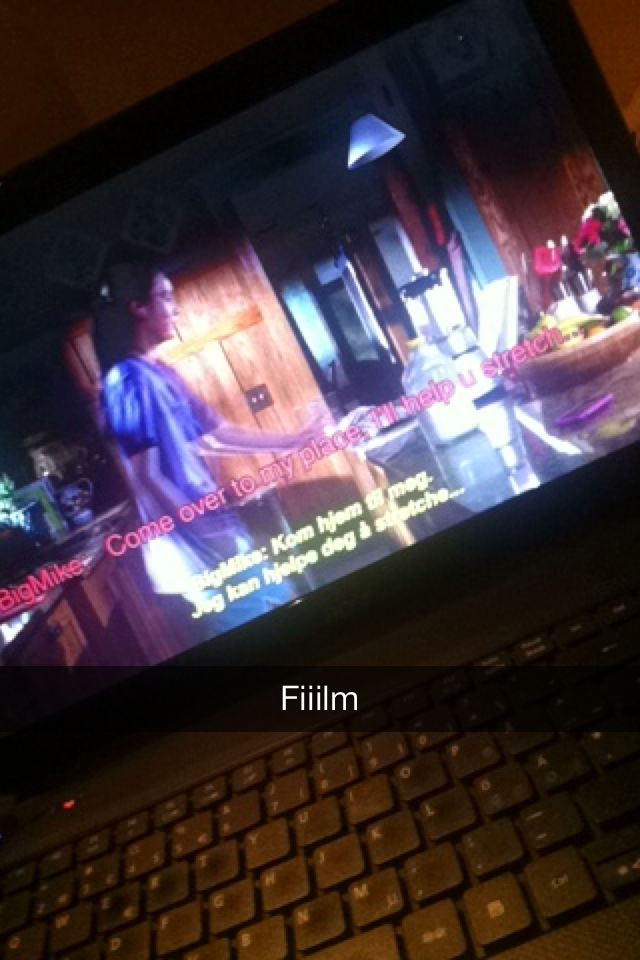 BigMike: Come over to my place. I'll help u stretch...
BigMike: Kom hjem til meg.
Jeg kan hjelpe deg å stretche...
Fiiilm